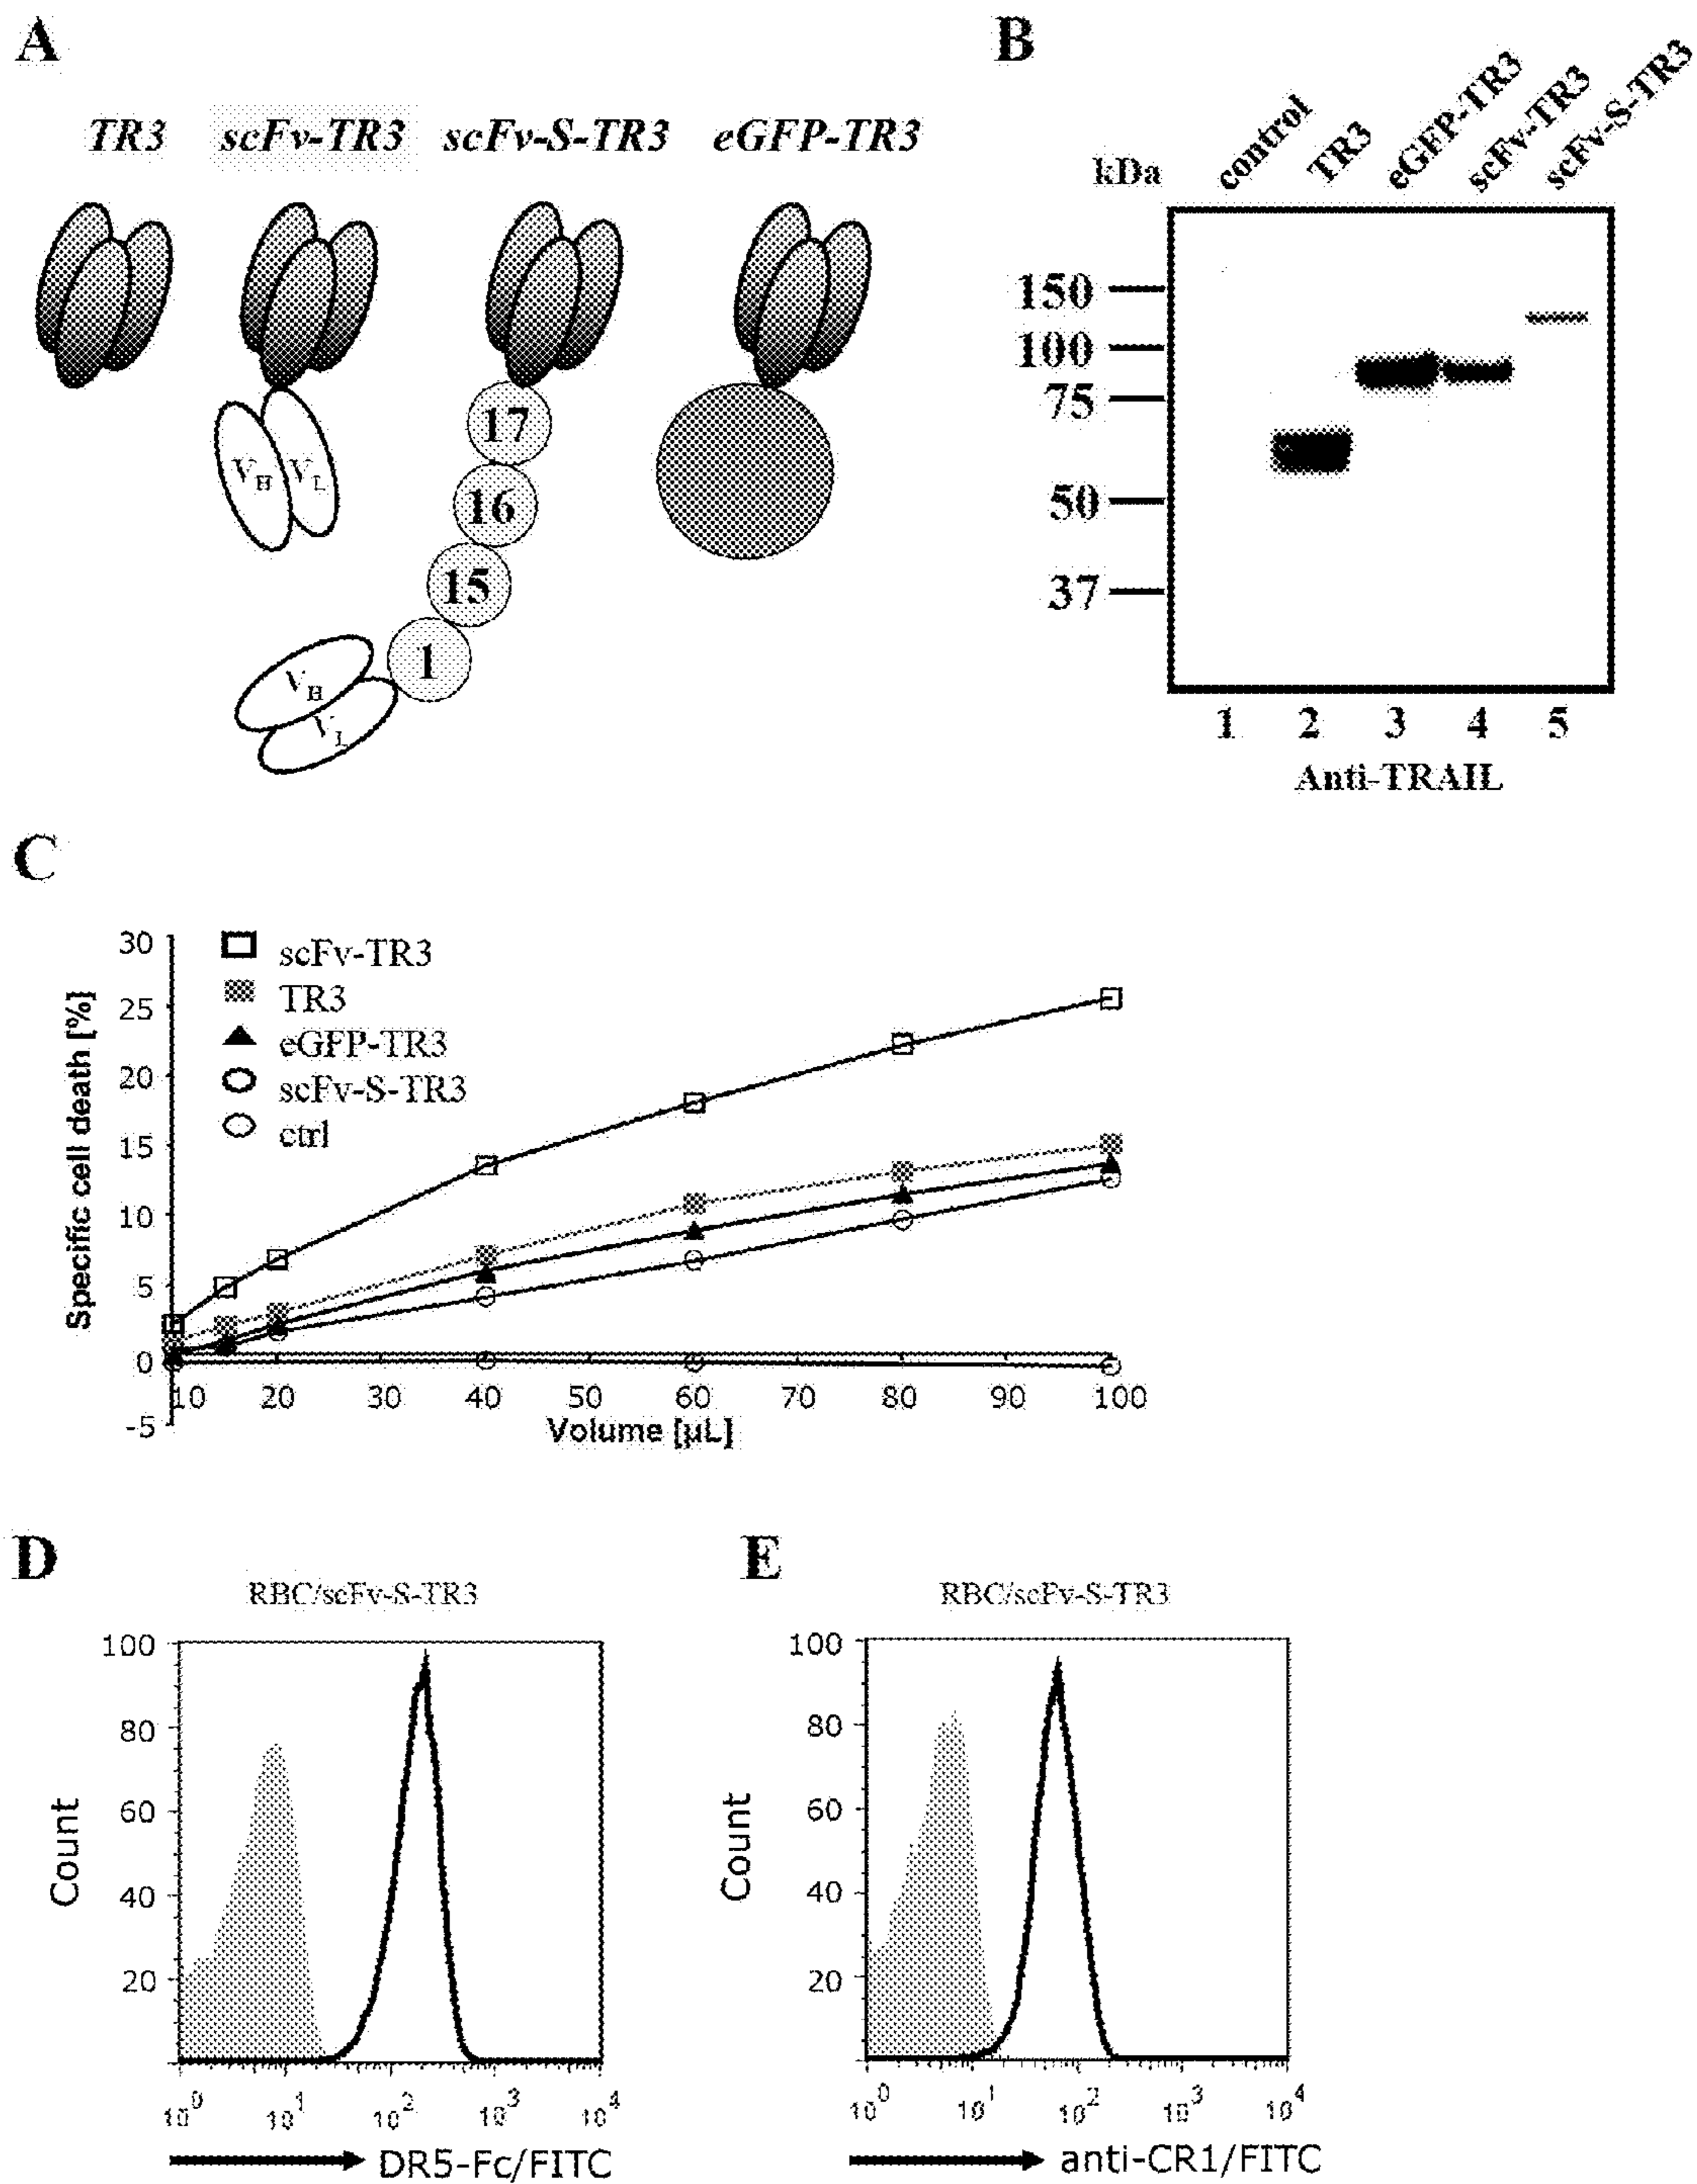 A
TR3 scFv-TR3 scFv-S-TR3 eGFP-TR3
VH VL
17
16
15
1
VH
VL
B
kDa control TR3 eGFP-TR3 scFv-TR3 scFv-S-TR3
150
100
75
50
37
1 2 3 4 5
Anti-TRAIL
C
Specific cell death [%]
30
25
20
15
10
5
0
-5
scFv-TR3
TR3
eGFP-TR3
scFv-S-TR3
ctrl
10 20 30 40 50 60 70 80 90 100
Volume [µL]
D
RBC/scFv-S-TR3
Count
100
80
60
40
20
10^0 10^1 10^2 10^3 10^4
DR5-Fc/FITC
E
RBC/scFv-S-TR3
Count
100
80
60
40
20
10^0 10^1 10^2 10^3 10^4
anti-CR1/FITC